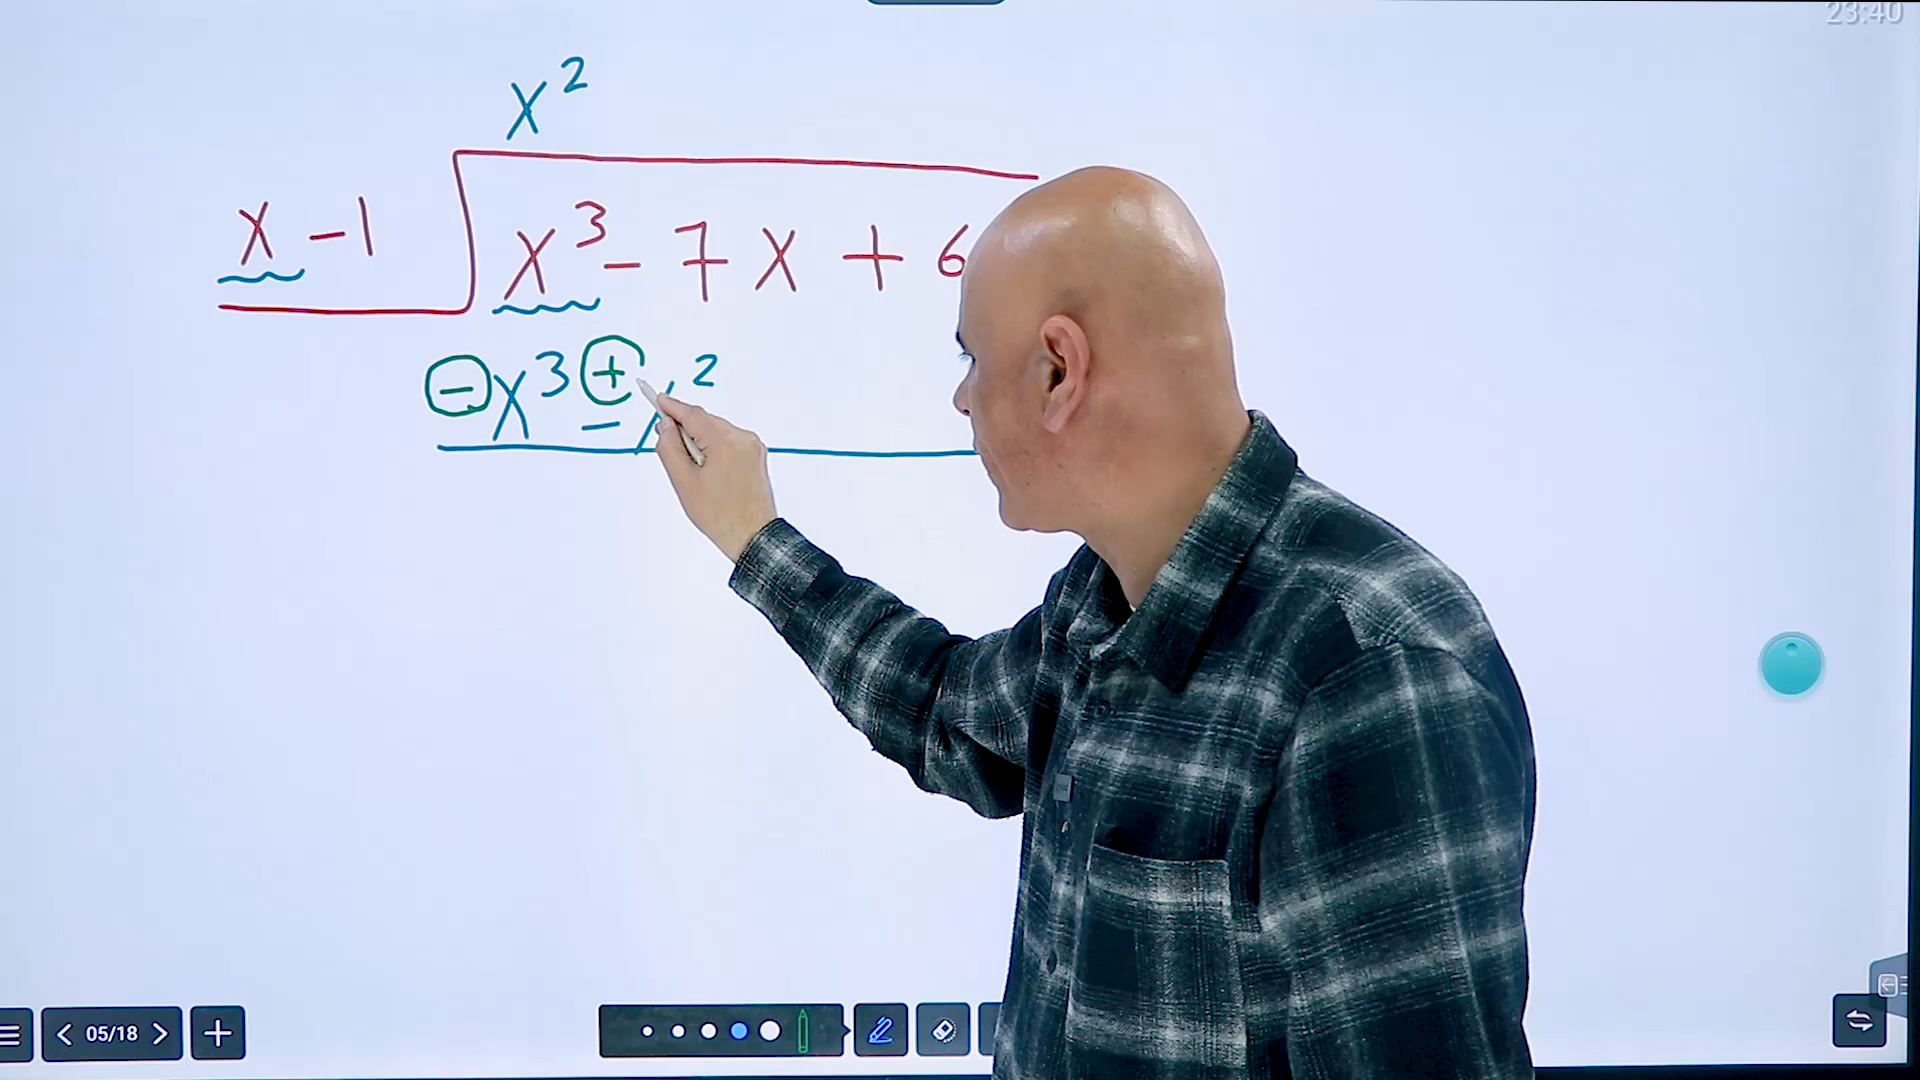 23:40
x²
x - 1
x³ - 7x + 6
- x³ + - x²
05/18